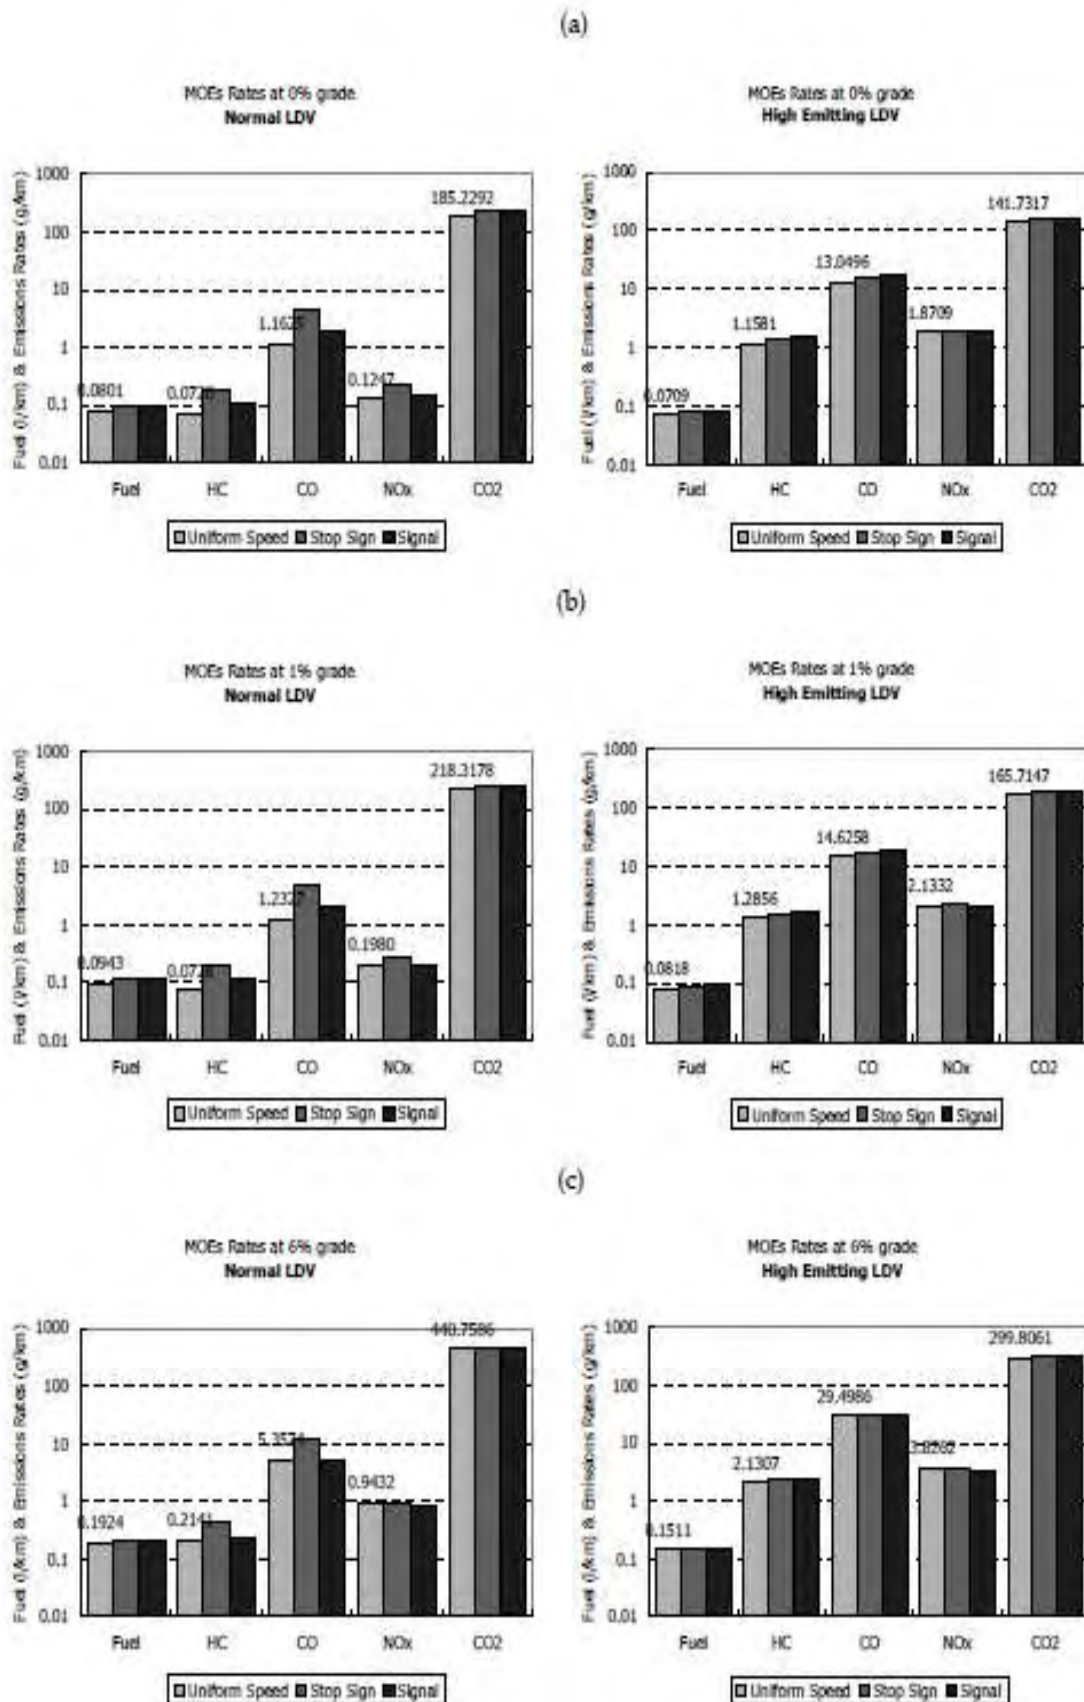 (a)
MOEs Rates at 0% grade
Normal LDV
Fuel (l/km) & Emissions Rates (g/km)
1000
100
10
1
0.1
0.01
0.0801
1.1625
0.1247
185.2292
Fuel HC CO NOx CO2
Uniform Speed Stop Sign Signal
MOEs Rates at 0% grade
High Emitting LDV
Fuel (l/km) & Emissions Rates (g/km)
1000
100
10
1
0.1
0.01
0.0709
1.1581
13.0496
1.8709
141.7317
Fuel HC CO NOx CO2
Uniform Speed Stop Sign Signal
(b)
MOEs Rates at 1% grade
Normal LDV
Fuel (l/km) & Emissions Rates (g/km)
1000
100
10
1
0.1
0.01
0.0943
0.1980
218.3178
Fuel HC CO NOx CO2
Uniform Speed Stop Sign Signal
MOEs Rates at 1% grade
High Emitting LDV
Fuel (l/km) & Emissions Rates (g/km)
1000
100
10
1
0.1
0.01
0.0818
1.2856
14.6258
2.1332
165.7147
Fuel HC CO NOx CO2
Uniform Speed Stop Sign Signal
(c)
MOEs Rates at 6% grade
Normal LDV
Fuel (l/km) & Emissions Rates (g/km)
1000
100
10
1
0.1
0.01
0.1924
0.2141
0.9432
440.7586
Fuel HC CO NOx CO2
Uniform Speed Stop Sign Signal
MOEs Rates at 6% grade
High Emitting LDV
Fuel (l/km) & Emissions Rates (g/km)
1000
100
10
1
0.1
0.01
0.1511
2.1307
29.4986
299.8061
Fuel HC CO NOx CO2
Uniform Speed Stop Sign Signal